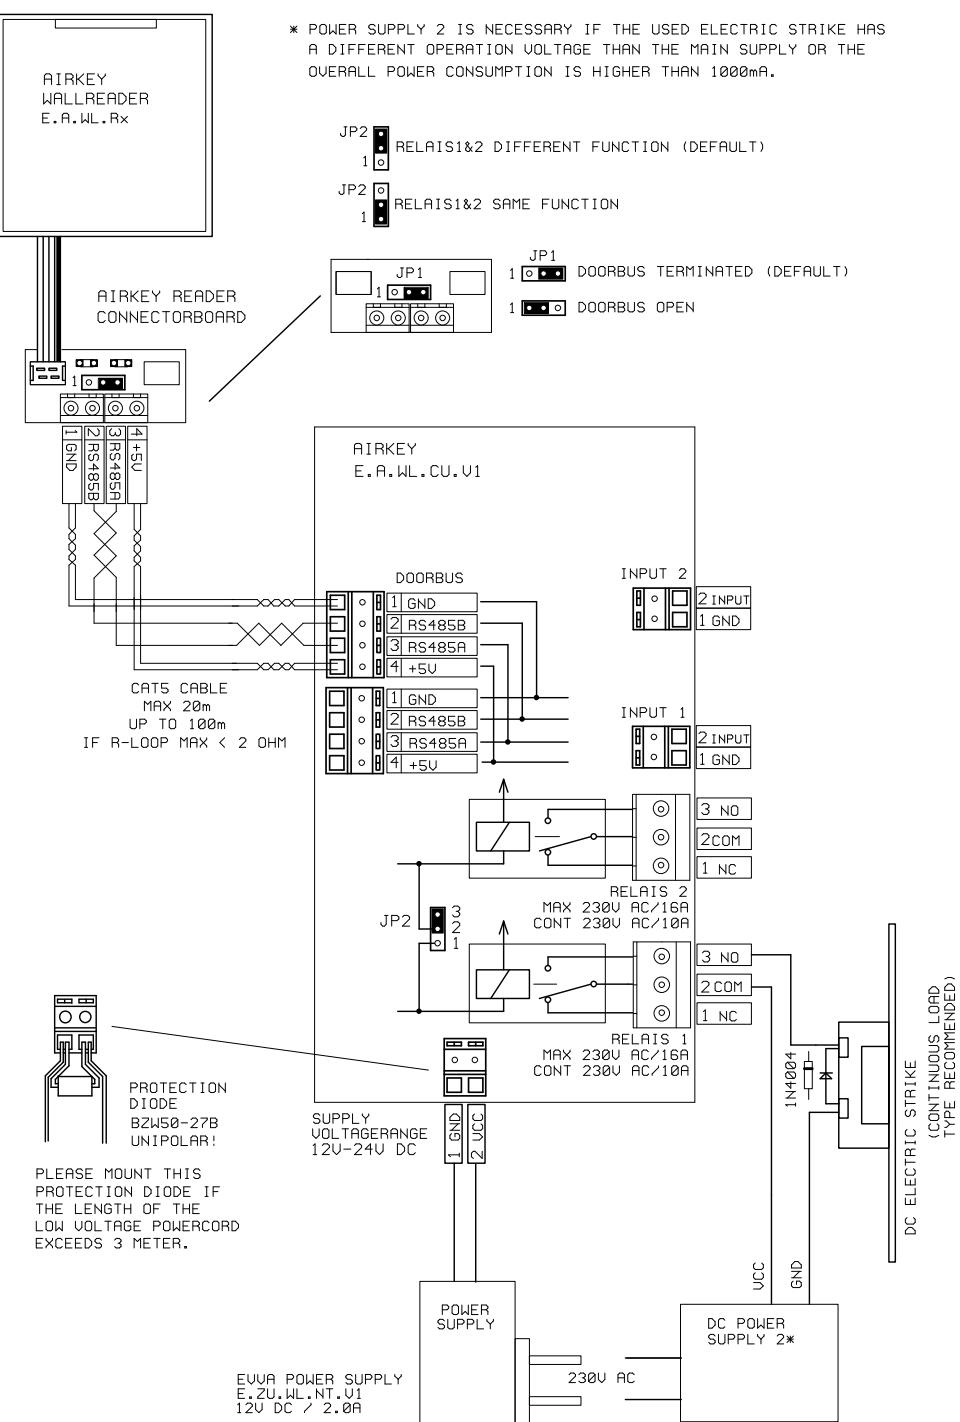 * POWER SUPPLY 2 IS NECESSARY IF THE USED ELECTRIC STRIKE HAS
A DIFFERENT OPERATION VOLTAGE THAN THE MAIN SUPPLY OR THE
OVERALL POWER CONSUMPTION IS HIGHER THAN 1000mA.
AIRKEY
WALLREADER
E.A.WL.Rx
JP2
1
RELAIS1&2 DIFFERENT FUNCTION (DEFAULT)
JP2
1
RELAIS1&2 SAME FUNCTION
JP1
1
JP1
1
DOORBUS TERMINATED (DEFAULT)
1
DOORBUS OPEN
AIRKEY READER
CONNECTORBOARD
1
1 GND
2 RS485B
3 RS485A
4 +5V
AIRKEY
E.A.WL.CU.V1
DOORBUS
1 GND
2 RS485B
3 RS485A
4 +5V
1 GND
2 RS485B
3 RS485A
4 +5V
CAT5 CABLE
MAX 20m
UP TO 100m
IF R-LOOP MAX < 2 OHM
INPUT 2
2 INPUT
1 GND
INPUT 1
2 INPUT
1 GND
3 NO
2 COM
1 NC
RELAIS 2
MAX 230V AC/16A
CONT 230V AC/10A
JP2
3
2
1
3 NO
2 COM
1 NC
RELAIS 1
MAX 230V AC/16A
CONT 230V AC/10A
PROTECTION
DIODE
BZW50-27B
UNIPOLAR!
PLEASE MOUNT THIS
PROTECTION DIODE IF
THE LENGTH OF THE
LOW VOLTAGE POWERCORD
EXCEEDS 3 METER.
SUPPLY
VOLTAGERANGE
12V-24V DC
1 GND
2 VCC
1N4004
DC ELECTRIC STRIKE
(CONTINUOUS LOAD
TYPE RECOMMENDED)
VCC
GND
POWER
SUPPLY
DC POWER
SUPPLY 2*
230V AC
EVVA POWER SUPPLY
E.ZU.WL.NT.V1
12V DC / 2.0A